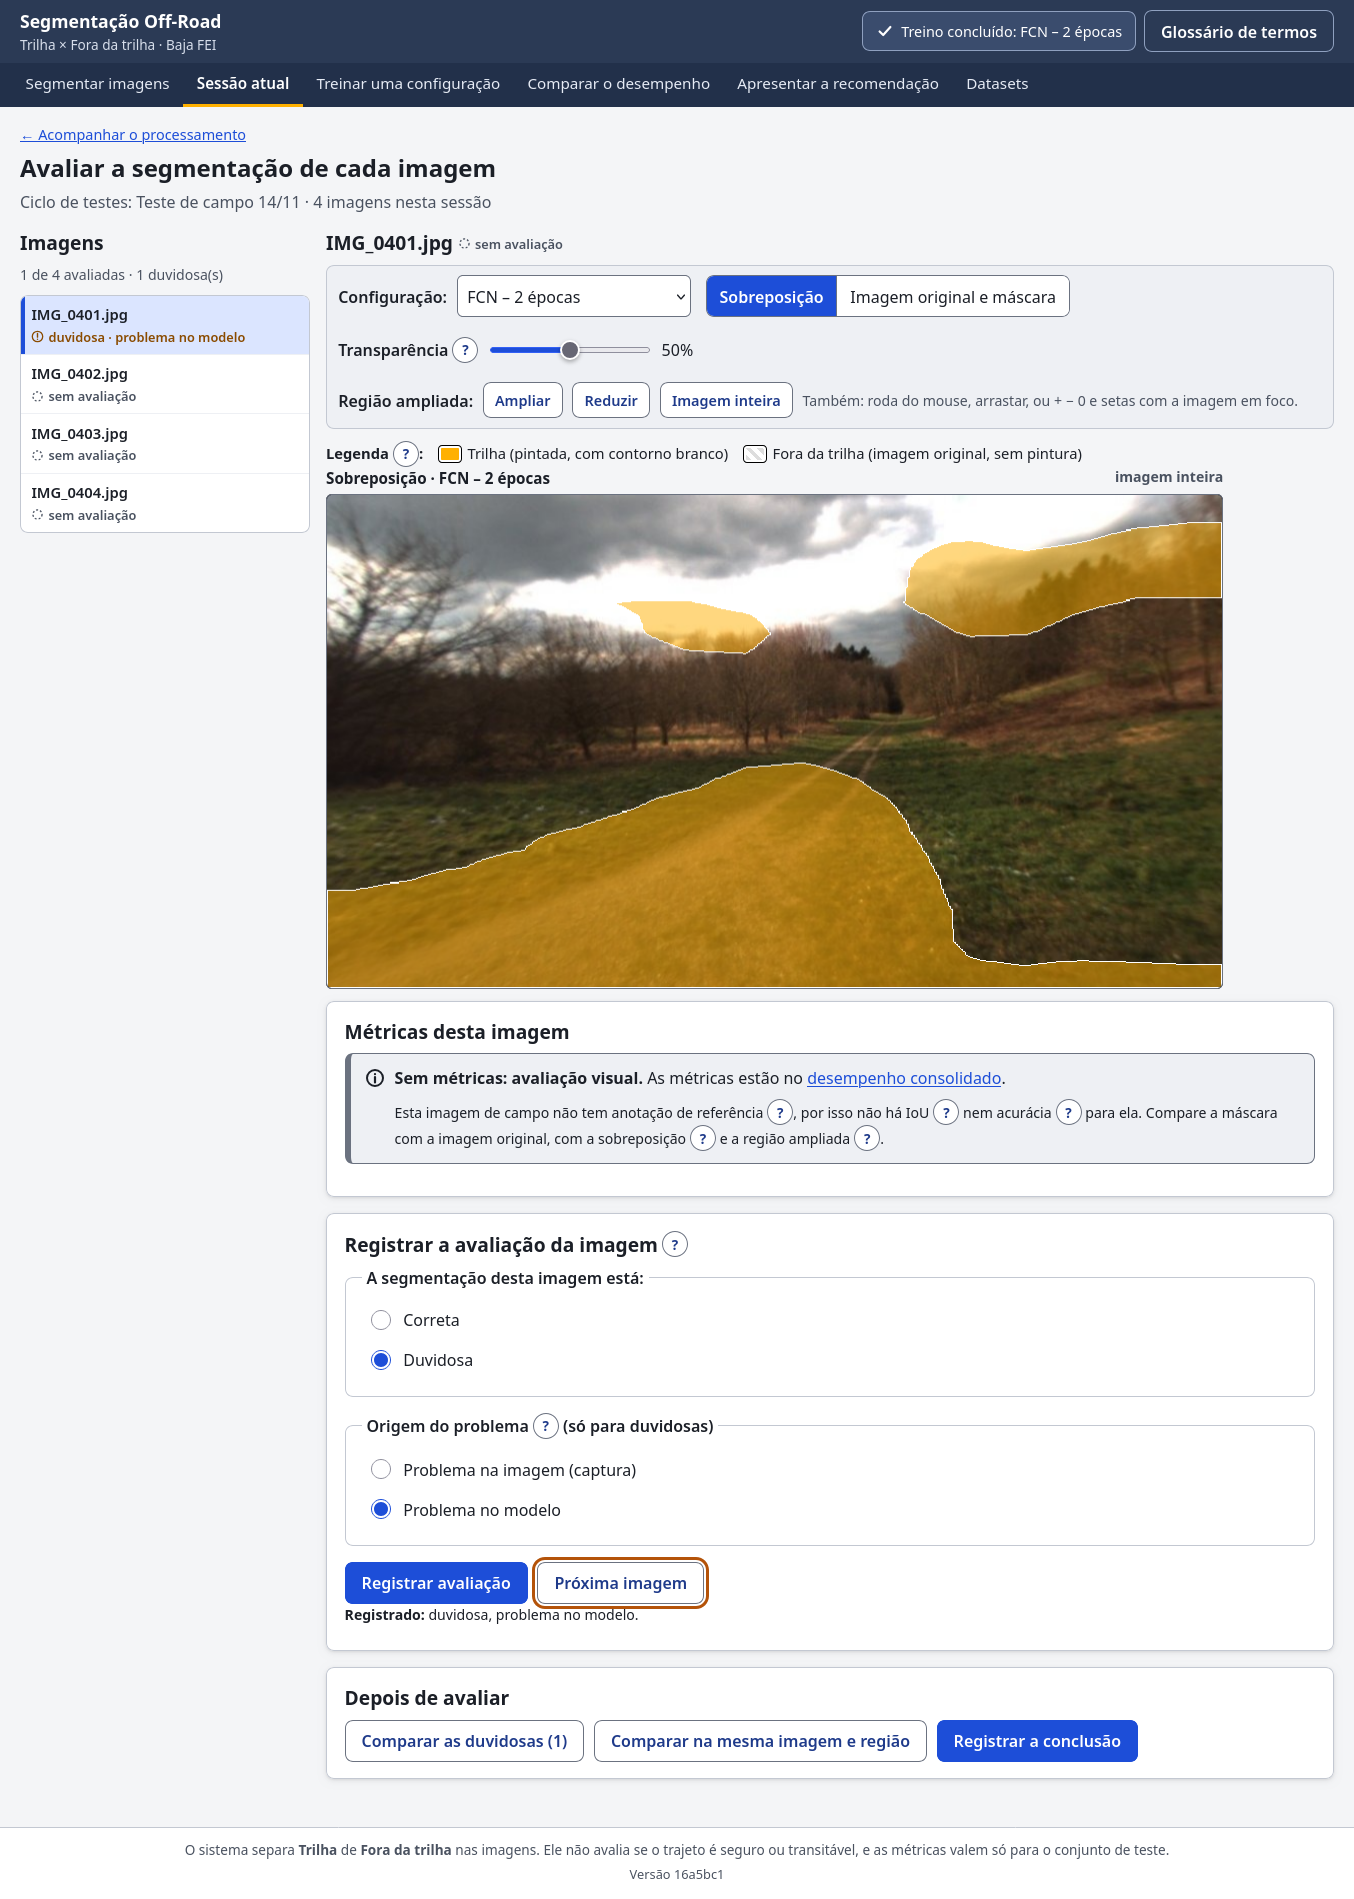 Segmentação Off-Road
Trilha × Fora da trilha · Baja FEI
Treino concluído: FCN – 2 épocas
Glossário de termos
Segmentar imagens
Sessão atual
Treinar uma configuração
Comparar o desempenho
Apresentar a recomendação
Datasets
← Acompanhar o processamento
Avaliar a segmentação de cada imagem
Ciclo de testes: Teste de campo 14/11 · 4 imagens nesta sessão
Imagens
1 de 4 avaliadas · 1 duvidosa(s)
IMG_0401.jpg
duvidosa · problema no modelo
IMG_0402.jpg
sem avaliação
IMG_0403.jpg
sem avaliação
IMG_0404.jpg
sem avaliação
IMG_0401.jpg sem avaliação
Configuração: FCN – 2 épocas Sobreposição Imagem original e máscara
Transparência ? 50%
Região ampliada: Ampliar Reduzir Imagem inteira Também: roda do mouse, arrastar, ou + − 0 e setas com a imagem em foco.
Legenda ?: Trilha (pintada, com contorno branco) Fora da trilha (imagem original, sem pintura)
Sobreposição · FCN – 2 épocas imagem inteira
Métricas desta imagem
Sem métricas: avaliação visual. As métricas estão no desempenho consolidado.
Esta imagem de campo não tem anotação de referência ?, por isso não há IoU ? nem acurácia ? para ela. Compare a máscara
com a imagem original, com a sobreposição ? e a região ampliada ?.
Registrar a avaliação da imagem ?
A segmentação desta imagem está:
Correta
Duvidosa
Origem do problema ? (só para duvidosas)
Problema na imagem (captura)
Problema no modelo
Registrar avaliação Próxima imagem
Registrado: duvidosa, problema no modelo.
Depois de avaliar
Comparar as duvidosas (1) Comparar na mesma imagem e região Registrar a conclusão
O sistema separa Trilha de Fora da trilha nas imagens. Ele não avalia se o trajeto é seguro ou transitável, e as métricas valem só para o conjunto de teste.
Versão 16a5bc1